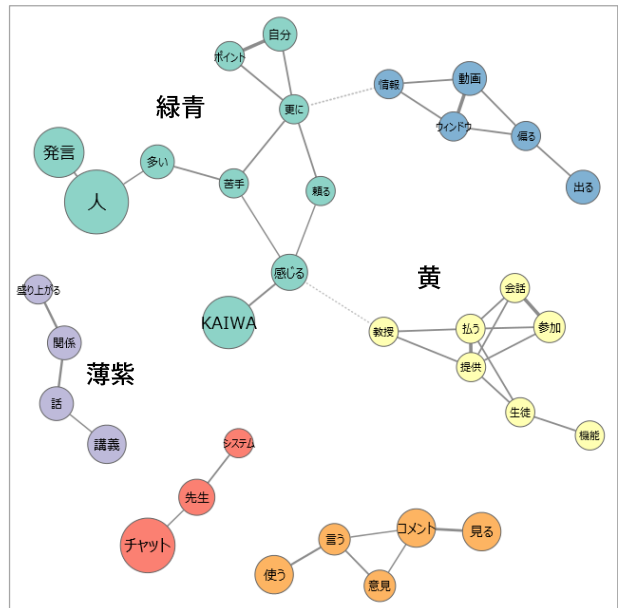 自分
ポイント
緑青
更に
情報
動画
ウィンドウ
偏る
出る
発言
人
多い
苦手
頼る
感じる
KAIWA
黄
会話
教授
払う
参加
提供
生徒
機能
盛り上がる
関係
薄紫
話
講義
システム
先生
チャット
コメント
見る
言う
使う
意見